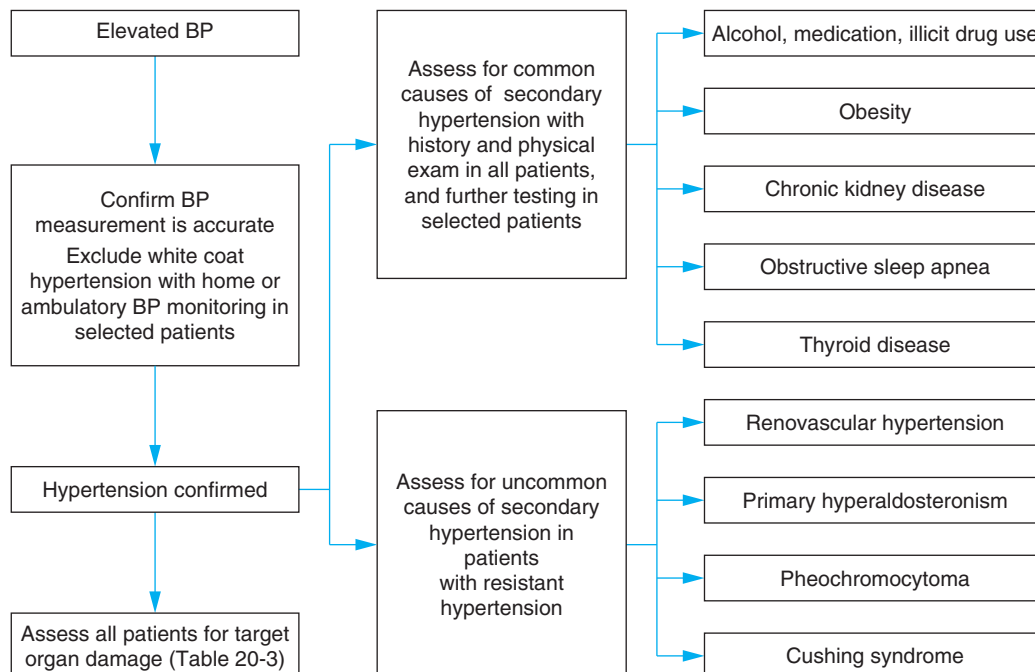 Elevated BP
Confirm BP
measurement is accurate
Exclude white coat
hypertension with home or
ambulatory BP monitoring in
selected patients
Hypertension confirmed
Assess all patients for target
organ damage (Table 20-3)
Assess for common
causes of secondary
hypertension with
history and physical
exam in all patients,
and further testing in
selected patients
Assess for uncommon
causes of secondary
hypertension in
patients
with resistant
hypertension
Alcohol, medication, illicit drug use
Obesity
Chronic kidney disease
Obstructive sleep apnea
Thyroid disease
Renovascular hypertension
Primary hyperaldosteronism
Pheochromocytoma
Cushing syndrome